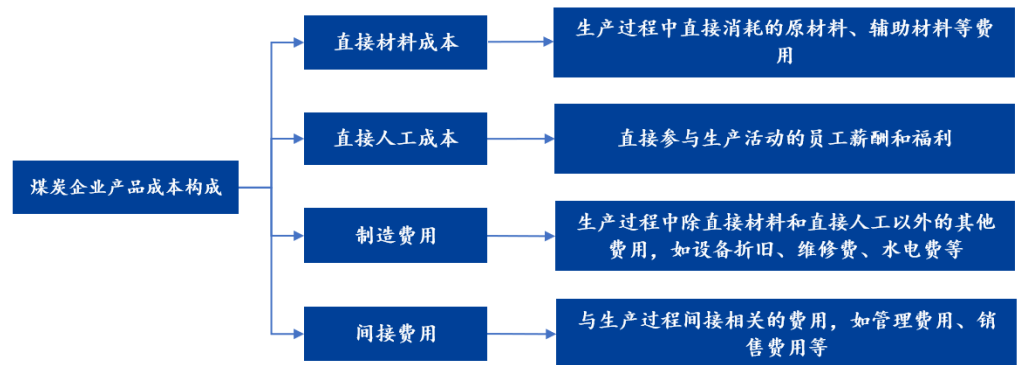 直接材料成本
生产过程中直接消耗的原材料、辅助材料等费
用
直接人工成本
直接参与生产活动的员工薪酬和福利
煤炭企业产品成本构成
制造费用
生产过程中除直接材料和直接人工以外的其他
费用，如设备折旧、维修费、水电费等
间接费用
与生产过程间接相关的费用，如管理费用、销
售费用等